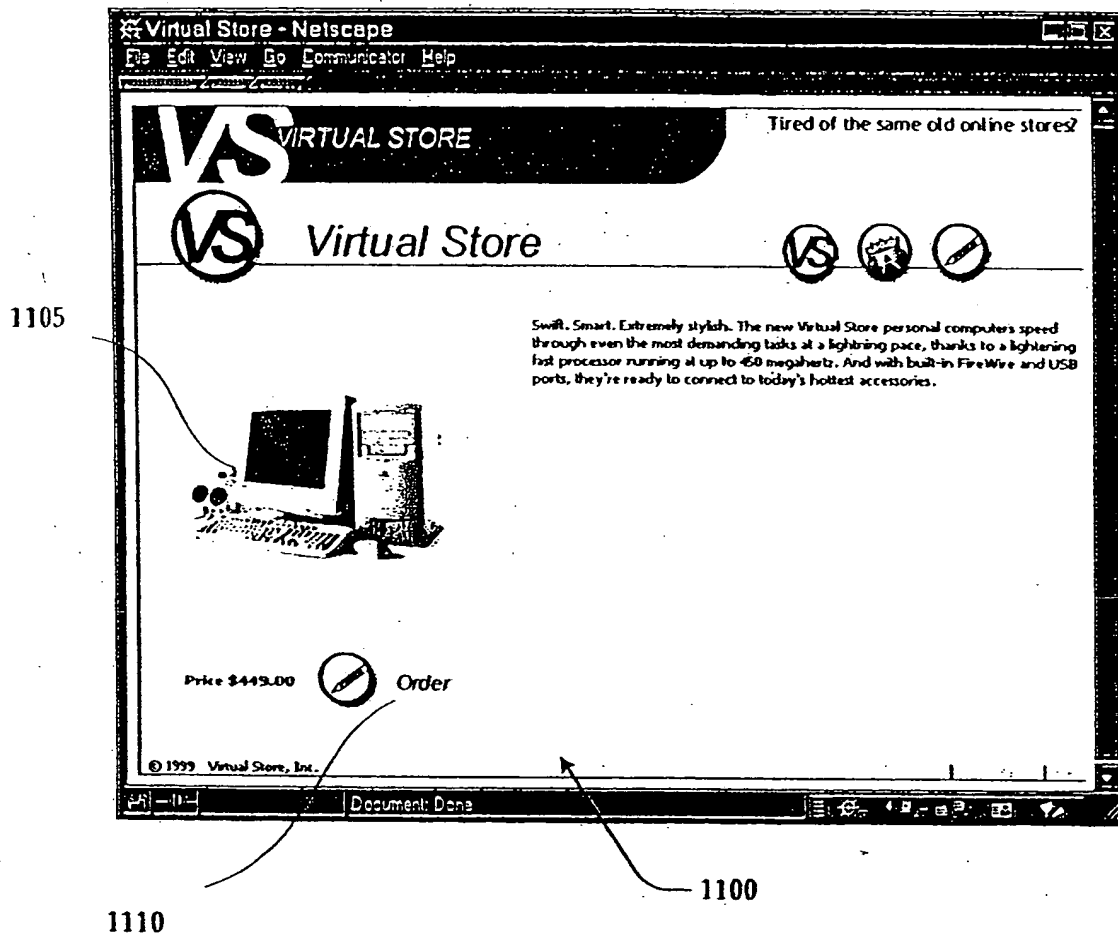 Virtual Store - Netscape
File Edit View Go Communicator Help
VS VIRTUAL STORE
Tired of the same old online stores?
VS Virtual Store
VS
1105
Swift. Smart. Extremely stylish. The new Virtual Store personal computers speed
through even the most demanding tasks at a lightning pace, thanks to a lightening
fast processor running at up to 450 megahertz. And with built-in FireWire and USB
ports, they're ready to connect to today's hottest accessories.
Price $449.00 Order
© 1999 Virtual Store, Inc.
Document: Done
1100
1110